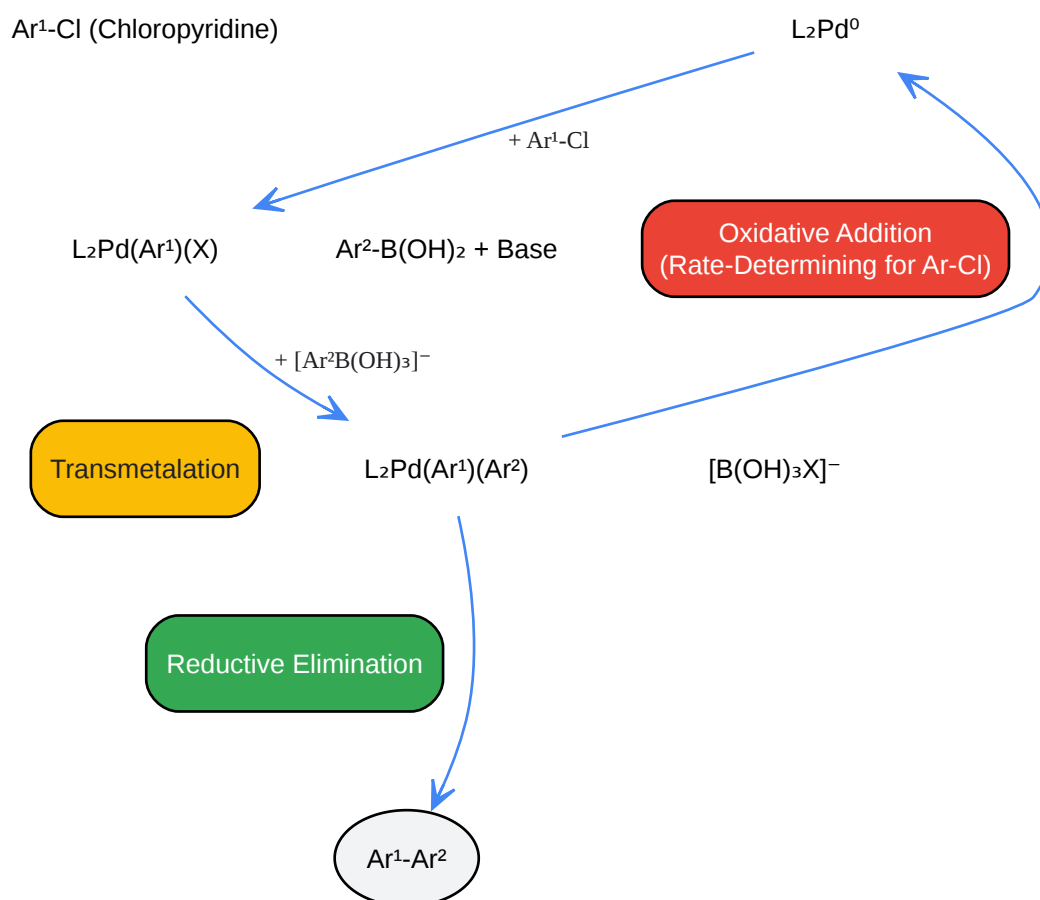 Ar¹-Cl (Chloropyridine)
L₂Pd⁰
+ Ar¹-Cl
L₂Pd(Ar¹)(X)
Ar²-B(OH)₂ + Base
Oxidative Addition
(Rate-Determining for Ar-Cl)
+ [Ar²B(OH)₃]⁻
Transmetalation
L₂Pd(Ar¹)(Ar²)
[B(OH)₃X]⁻
Reductive Elimination
Ar¹-Ar²